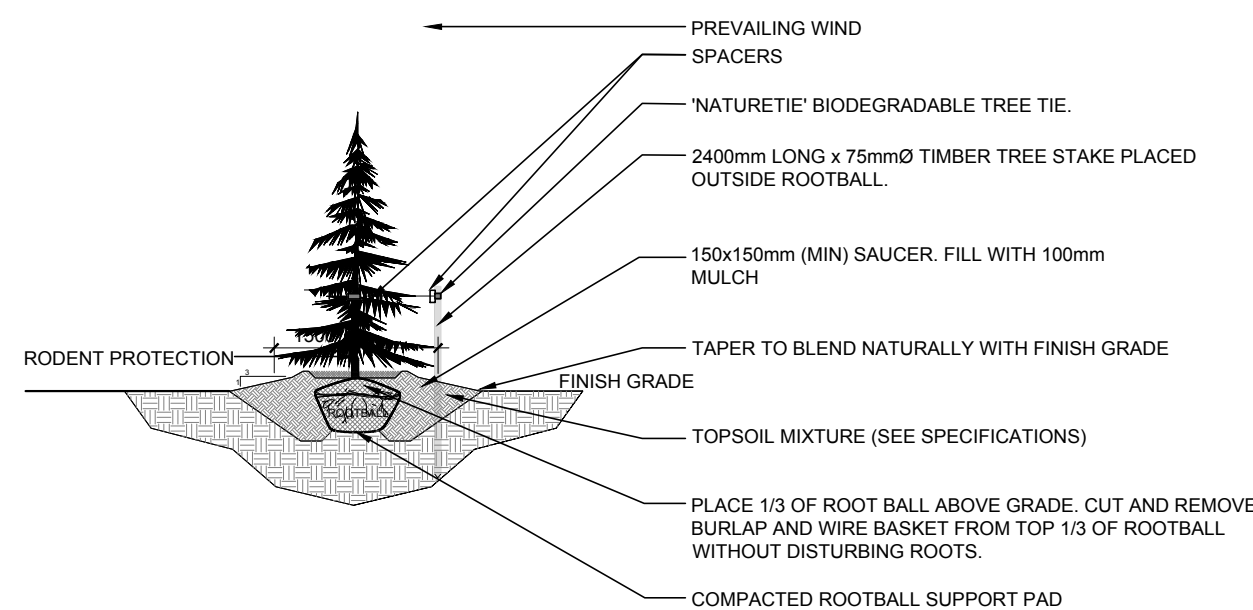 PREVAILING WIND
SPACERS
'NATURETIE' BIODEGRADABLE TREE TIE.
2400mm LONG x 75mmØ TIMBER TREE STAKE PLACED
OUTSIDE ROOTBALL.
150x150mm (MIN) SAUCER. FILL WITH 100mm
MULCH
RODENT PROTECTION
3
1
TAPER TO BLEND NATURALLY WITH FINISH GRADE
FINISH GRADE
ROOTBALL
TOPSOIL MIXTURE (SEE SPECIFICATIONS)
PLACE 1/3 OF ROOT BALL ABOVE GRADE. CUT AND REMOVE
BURLAP AND WIRE BASKET FROM TOP 1/3 OF ROOTBALL
WITHOUT DISTURBING ROOTS.
COMPACTED ROOTBALL SUPPORT PAD